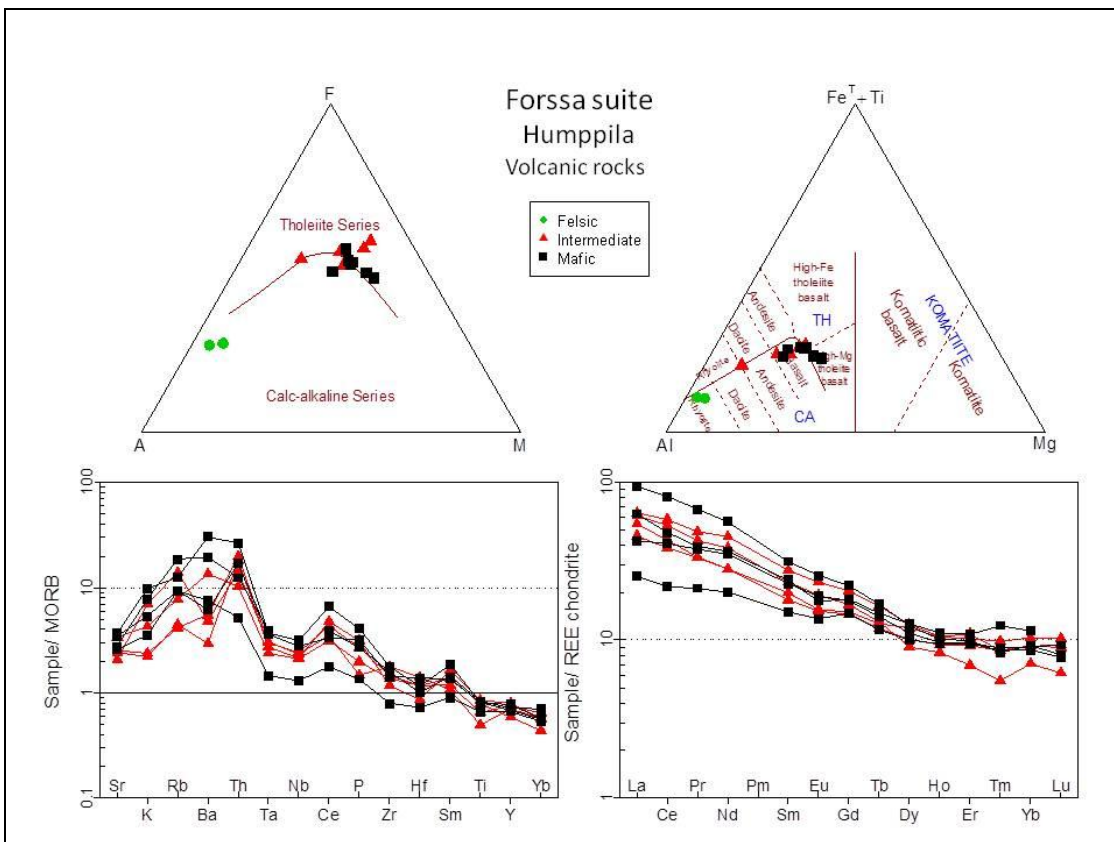 Forssa suite
Humppila
Volcanic rocks
Felsic
Intermediate
Mafic
F
Tholeiite Series
Calc-alkaline Series
A
M
Fe^T + Ti
High-Fe
tholeiite
basalt
TH
Komatiitic
basalt
KOMATIITE
Komatiite
Andesite
Dacite
Rhyolite
High-Mg
tholeiite
basalt
Basalt
Andesite
Dacite
Rhyolite
CA
Al
Mg
Sample/ MORB
100
10
1
0.1
Sr Rb Th Nb P Hf Ti Yb
K Ba Ta Ce Zr Sm Y
Sample/ REE chondrite
100
10
1
La Pr Pm Eu Tb Ho Tm Lu
Ce Nd Sm Gd Dy Er Yb